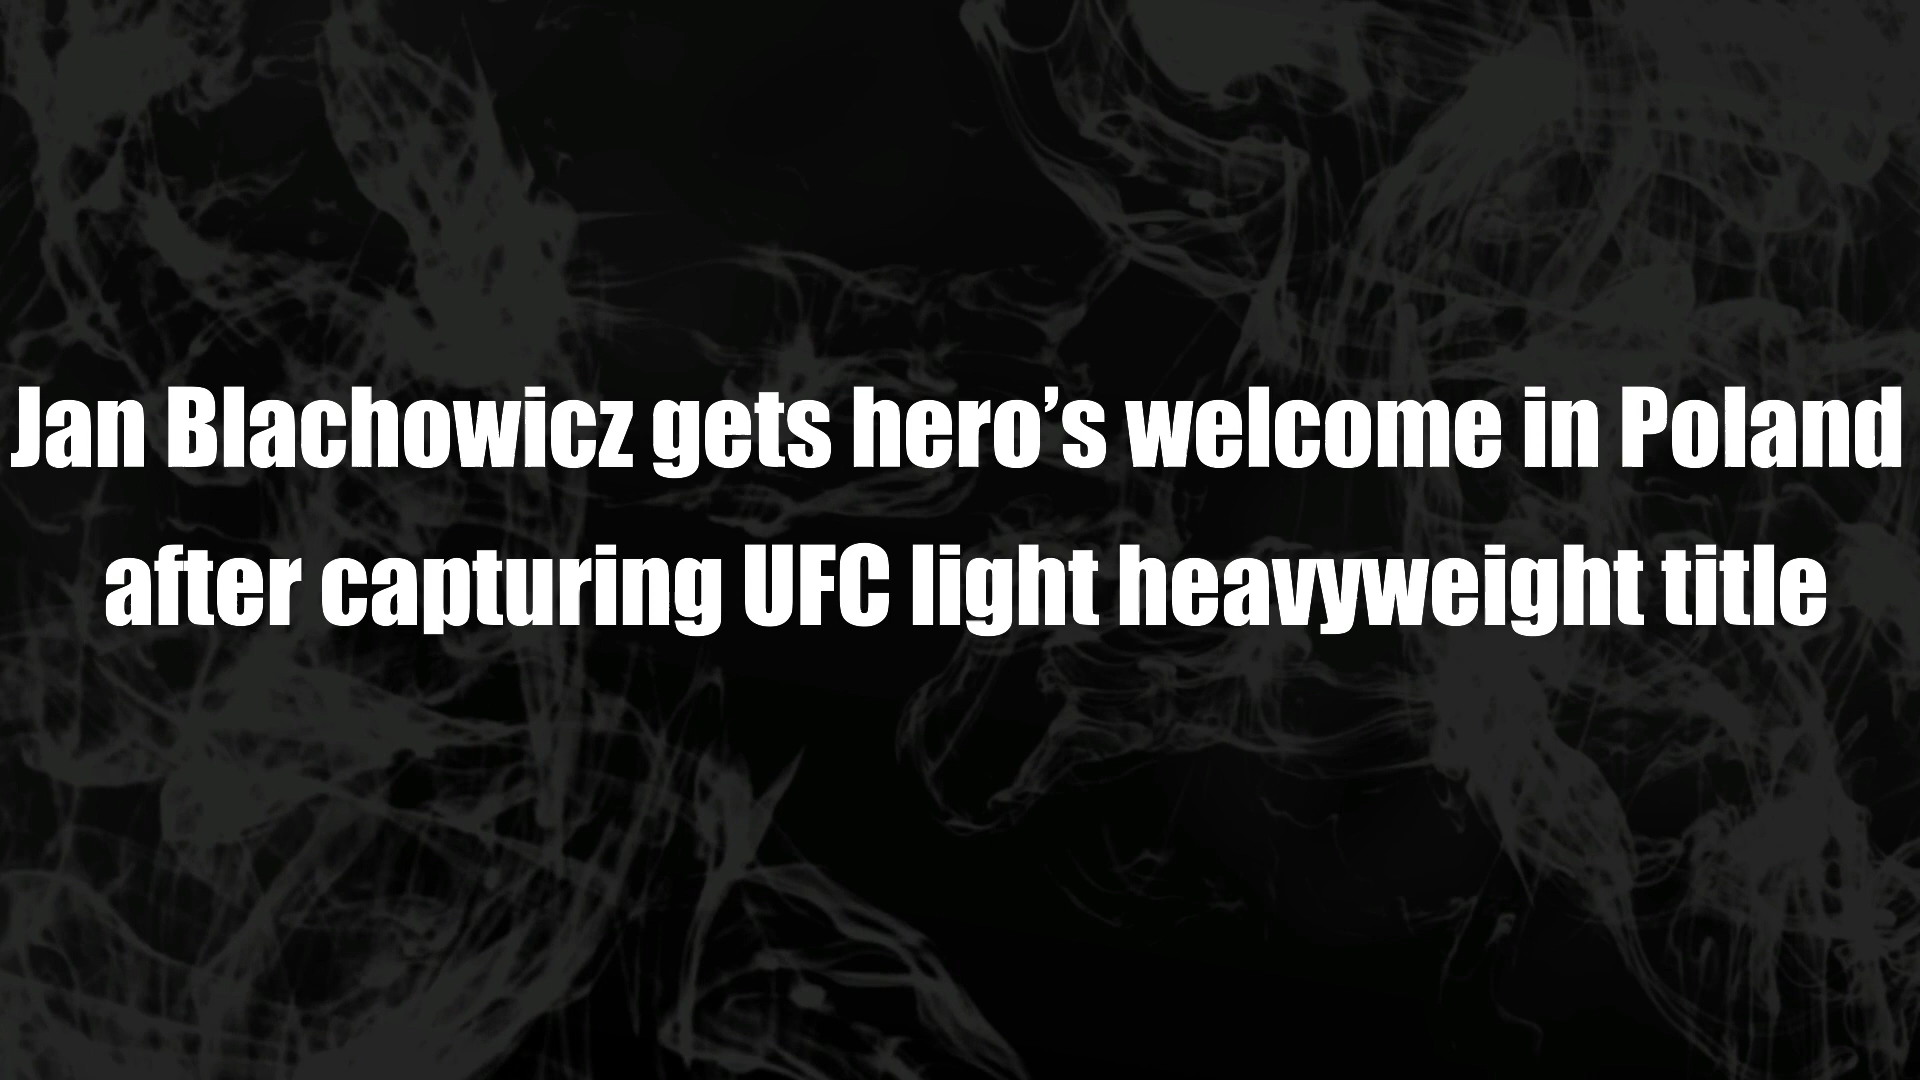 Jan Blachowicz gets hero’s welcome in Poland
after capturing UFC light heavyweight title